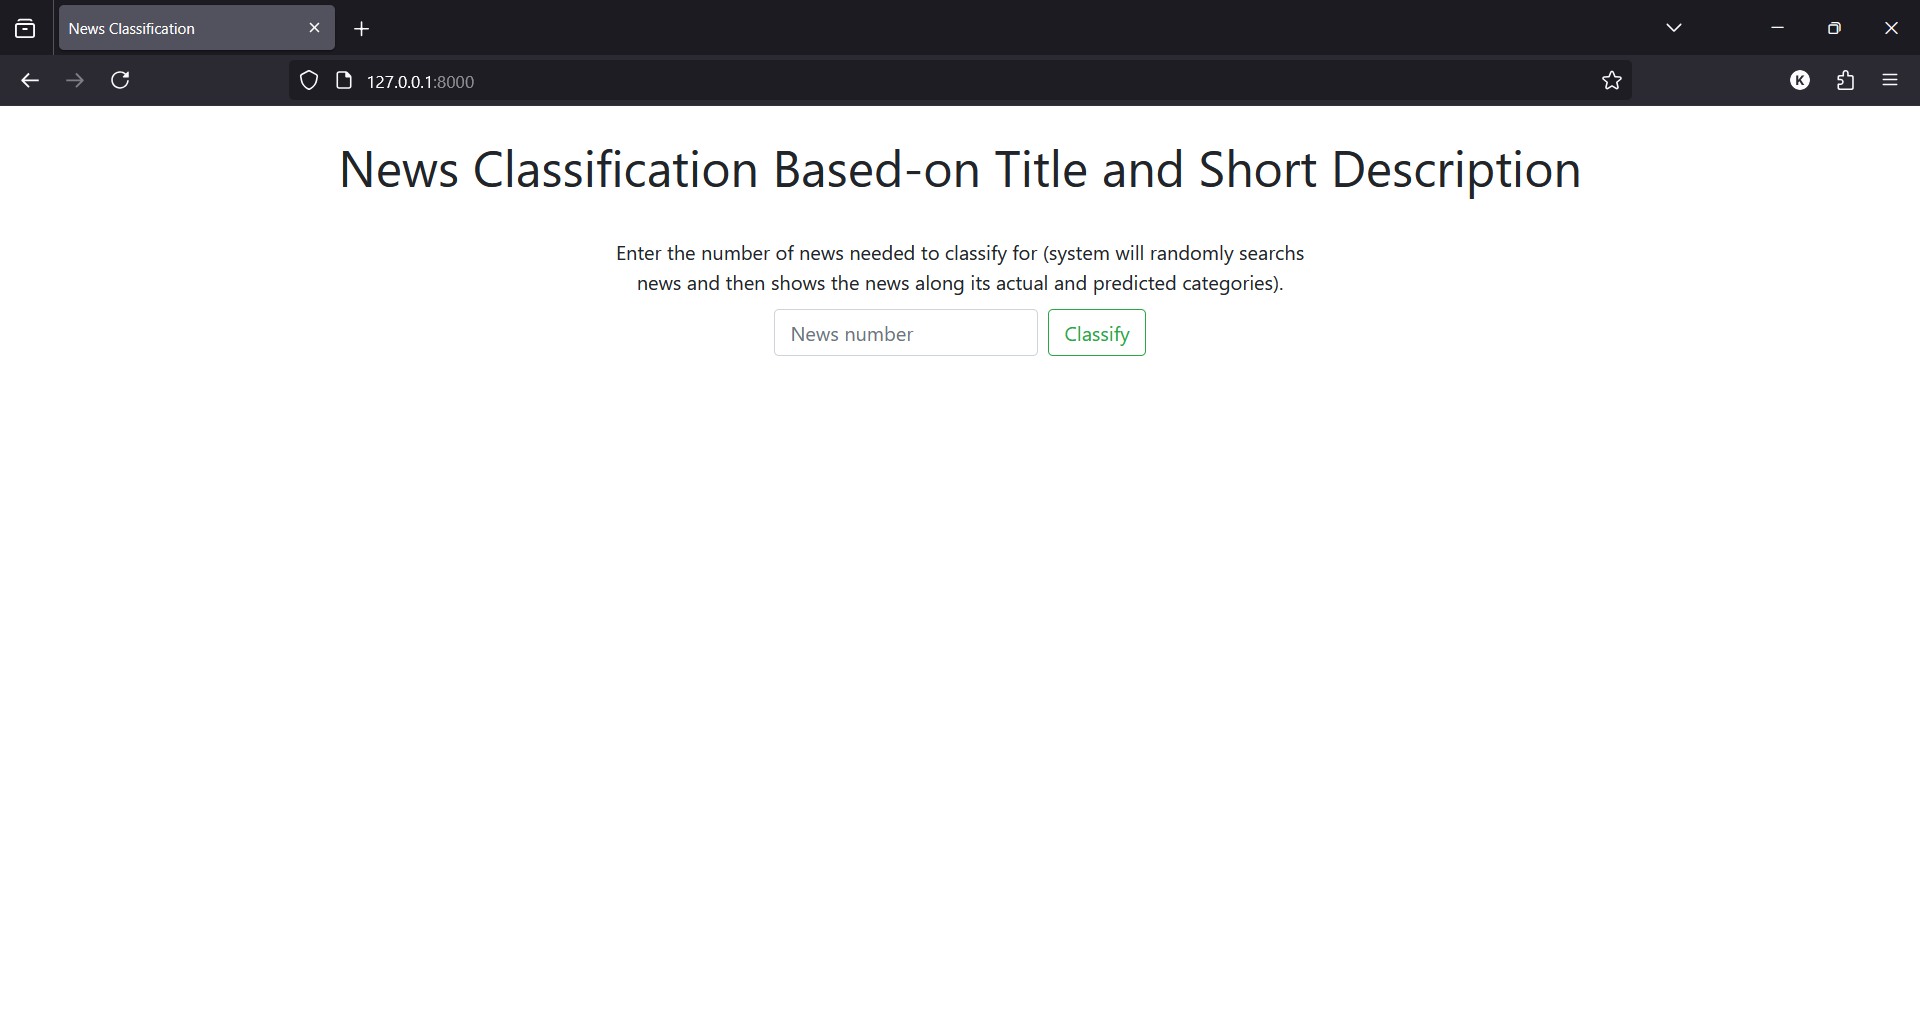 News Classification
127.0.0.1:8000
K
News Classification Based-on Title and Short Description
Enter the number of news needed to classify for (system will randomly searchs
news and then shows the news along its actual and predicted categories).
News number
Classify